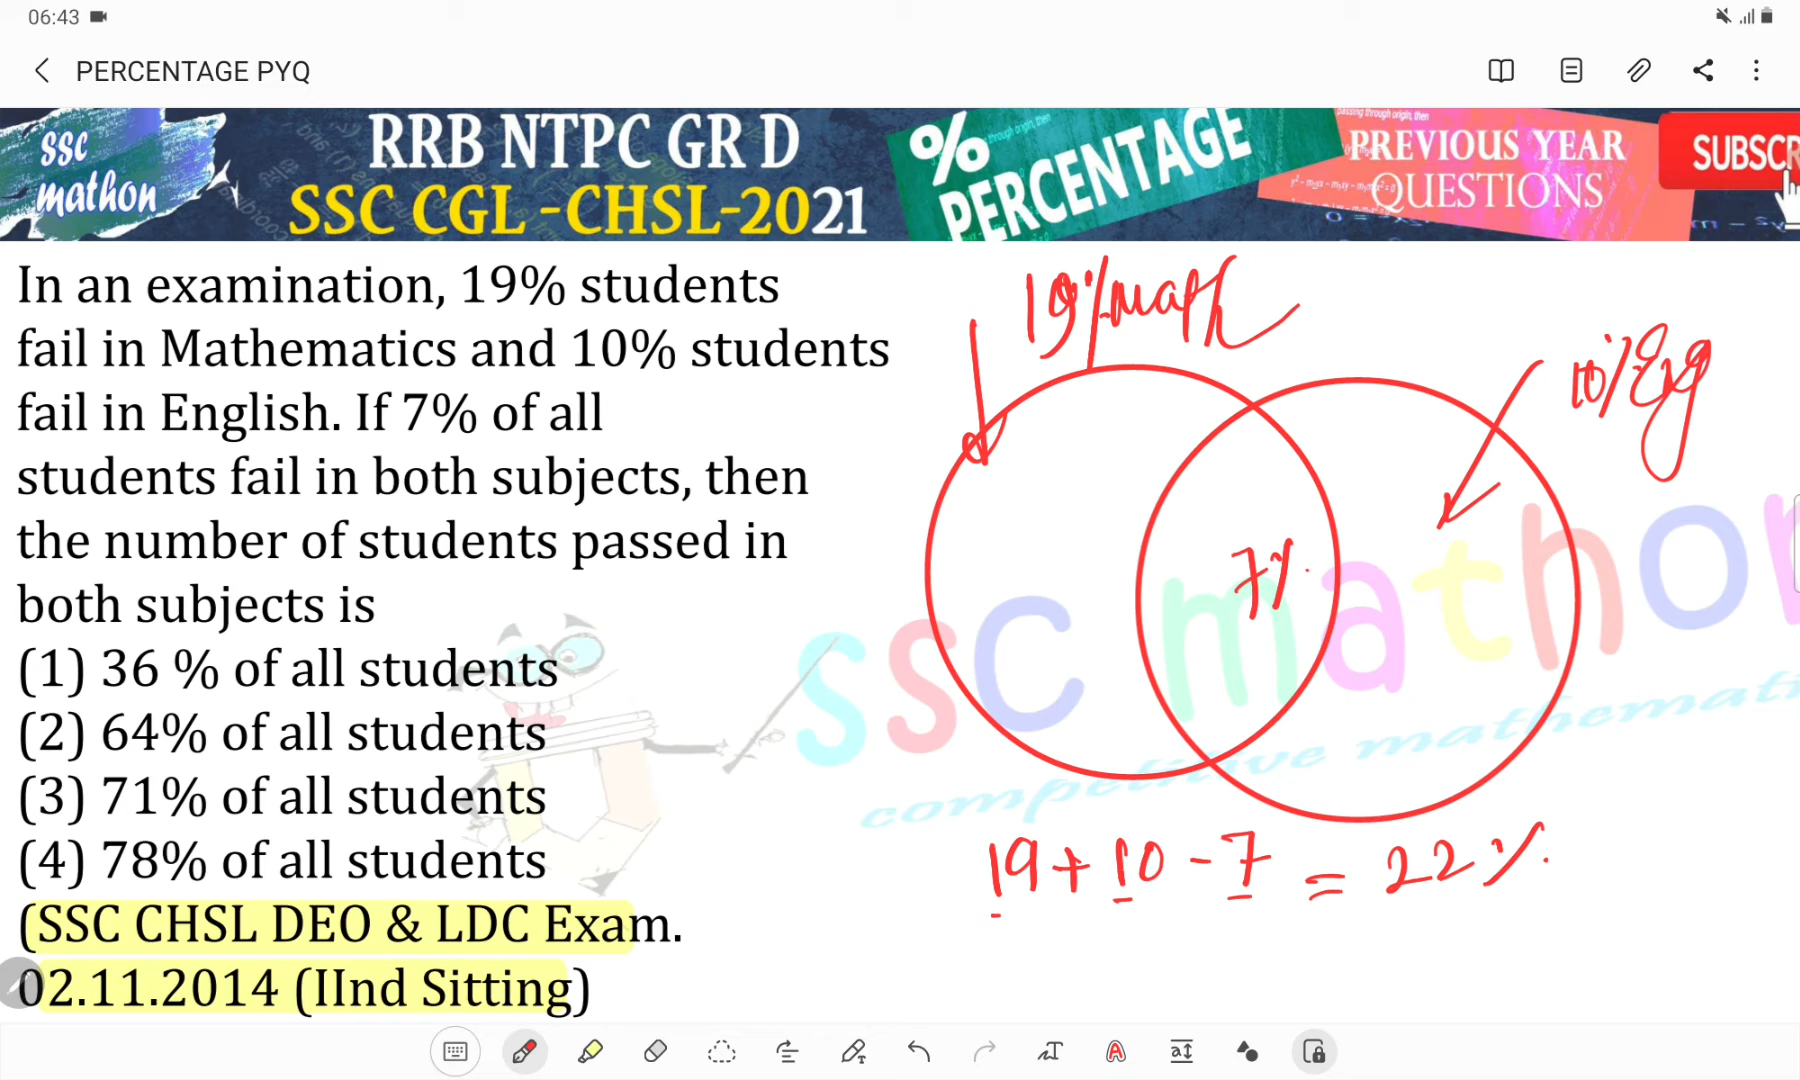 06:43
PERCENTAGE PYQ
ssc
mathon
RRB NTPC GR D
SSC CGL -CHSL-2021
% PERCENTAGE
PREVIOUS YEAR
QUESTIONS
SUBSCR
In an examination, 19% students
fail in Mathematics and 10% students
fail in English. If 7% of all
students fail in both subjects, then
the number of students passed in
both subjects is
(1) 36 % of all students
(2) 64% of all students
(3) 71% of all students
(4) 78% of all students
(SSC CHSL DEO & LDC Exam.
02.11.2014 (IInd Sitting)
19% math
10% Eng
7%
19 + 10 - 7 = 22%
ssc mathon
competitive mathemati